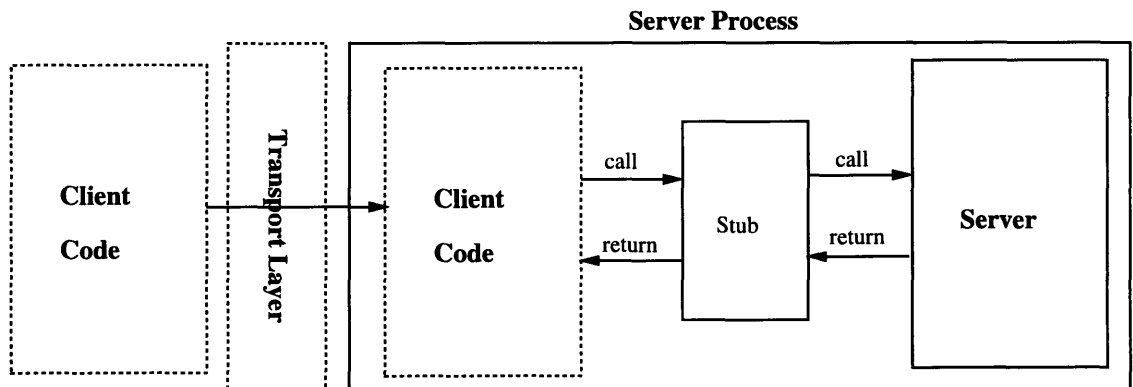 Server Process
Client
Code
Transport Layer
Client
Code
call
return
Stub
call
return
Server